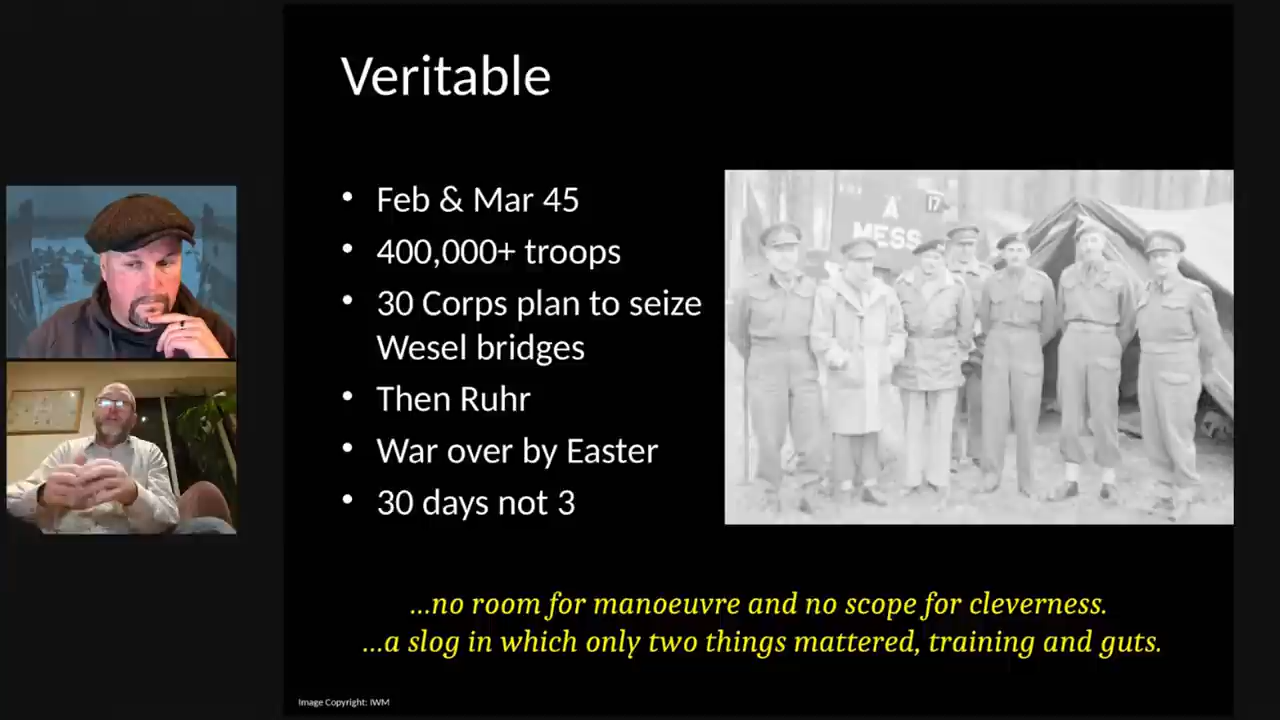 Veritable
• Feb & Mar 45
• 400,000+ troops
• 30 Corps plan to seize
Wesel bridges
• Then Ruhr
• War over by Easter
• 30 days not 3
A
MESS
17
...no room for manoeuvre and no scope for cleverness.
...a slog in which only two things mattered, training and guts.
Image Copyright: IWM